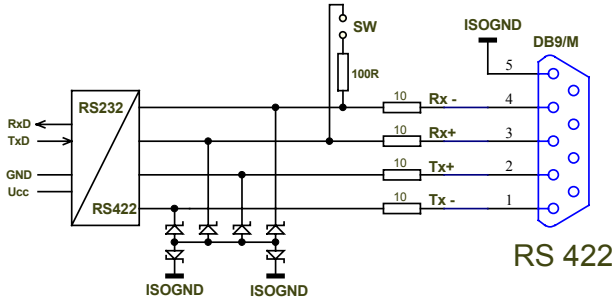 ISOGND
DB9/M
SW
100R
5
RS232
10
Rx -
4
RxD
TxD
10
Rx+
3
GND
10
Tx+
2
Ucc
RS422
10
Tx -
1
RS 422
ISOGND
ISOGND